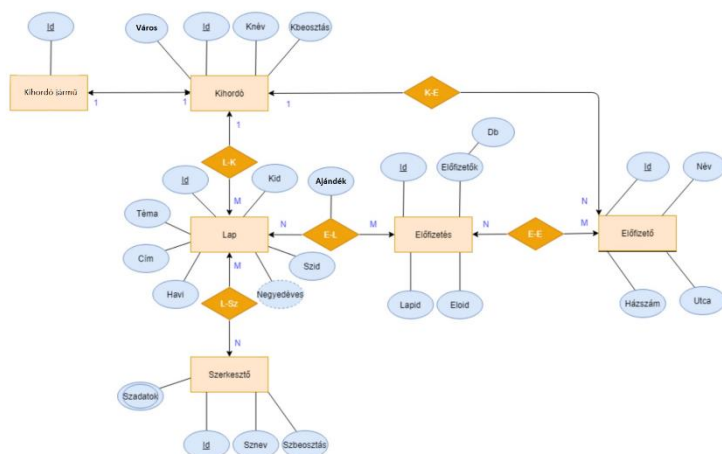 Id
Város
Id
Knév
Kbeosztás
Kihordó jármű
1
1
Kihordó
1
K-E
1
Db
L-K
Id
Kid
Ajándék
Id
Előfizetők
Id
Név
M
N
Téma
Lap
N
E-L
M
Előfizetés
N
E-E
M
Előfizető
Cím
M
Szid
Havi
L-Sz
Negyedéves
Lapid
Eloid
Házszám
Utca
N
Szerkesztő
Szadatok
Id
Sznev
Szbeosztás